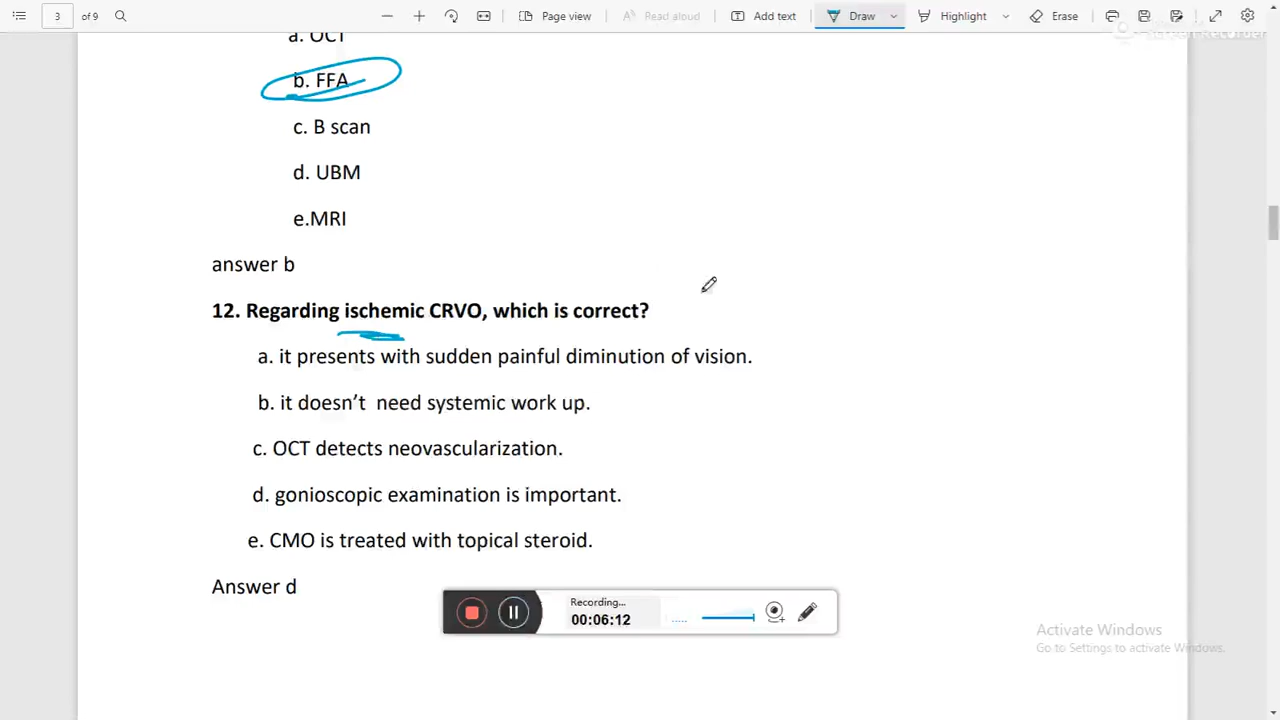 3 of 9 Page view Read aloud Add text Draw Highlight Erase
a. OCT
b. FFA
c. B scan
d. UBM
e.MRI
answer b
12. Regarding ischemic CRVO, which is correct?
a. it presents with sudden painful diminution of vision.
b. it doesn’t need systemic work up.
c. OCT detects neovascularization.
d. gonioscopic examination is important.
e. CMO is treated with topical steroid.
Answer d
Recording...
00:06:12
Activate Windows
Go to Settings to activate Windows.